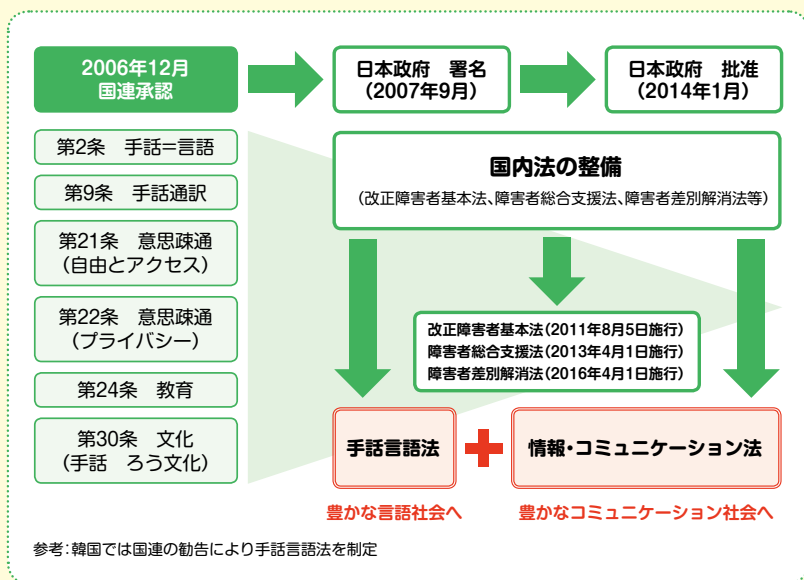 2006年12月
国連承認
日本政府　署名
(2007年9月)
日本政府　批准
(2014年1月)
第2条　手話=言語
第9条　手話通訳
第21条　意思疎通
(自由とアクセス)
第22条　意思疎通
(プライバシー)
第24条　教育
第30条　文化
(手話　ろう文化)
国内法の整備
(改正障害者基本法、障害者総合支援法、障害者差別解消法等)
改正障害者基本法(2011年8月5日施行)
障害者総合支援法(2013年4月1日施行)
障害者差別解消法(2016年4月1日施行)
手話言語法
情報・コミュニケーション法
豊かな言語社会へ
豊かなコミュニケーション社会へ
参考:韓国では国連の勧告により手話言語法を制定